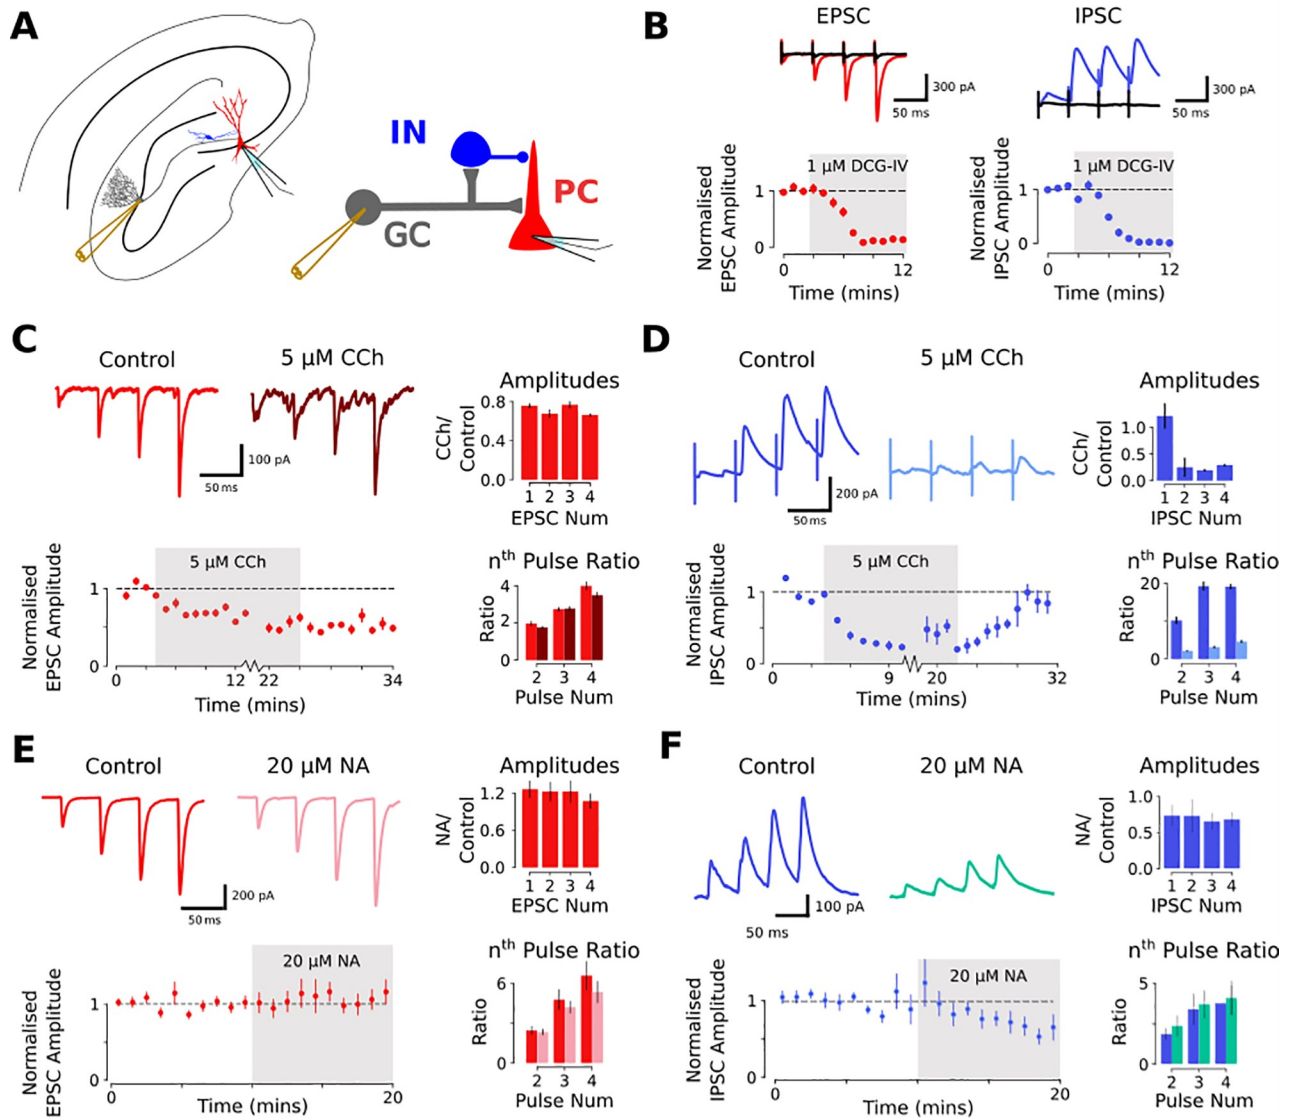 A
IN
GC
PC
B
EPSC
IPSC
300 pA
50 ms
300 pA
50 ms
Normalised
EPSC Amplitude
1 µM DCG-IV
1
0
0
12
Time (mins)
Normalised
IPSC Amplitude
1 µM DCG-IV
1
0
0
12
Time (mins)
C
Control
5 µM CCh
100 pA
50 ms
Amplitudes
CCh/
Control
0.8
0.4
0.0
1 2 3 4
EPSC Num
Normalised
EPSC Amplitude
5 µM CCh
1
0
0
12 22
34
Time (mins)
nth Pulse Ratio
Ratio
4
2
0
2 3 4
Pulse Num
D
Control
5 µM CCh
200 pA
50 ms
Amplitudes
CCh/
Control
1.0
0.5
0.0
1 2 3 4
IPSC Num
Normalised
IPSC Amplitude
5 µM CCh
1
0
0
9
20
32
Time (mins)
nth Pulse Ratio
Ratio
20
0
2 3 4
Pulse Num
E
Control
20 µM NA
200 pA
50 ms
Amplitudes
NA/
Control
1.2
0.6
0.0
1 2 3 4
EPSC Num
Normalised
EPSC Amplitude
20 µM NA
1
0
0
20
Time (mins)
nth Pulse Ratio
Ratio
6
0
2 3 4
Pulse Num
F
Control
20 µM NA
100 pA
50 ms
Amplitudes
NA/
Control
1.0
0.5
0.0
1 2 3 4
IPSC Num
Normalised
IPSC Amplitude
20 µM NA
1
0
0
20
Time (mins)
nth Pulse Ratio
Ratio
5
0
2 3 4
Pulse Num